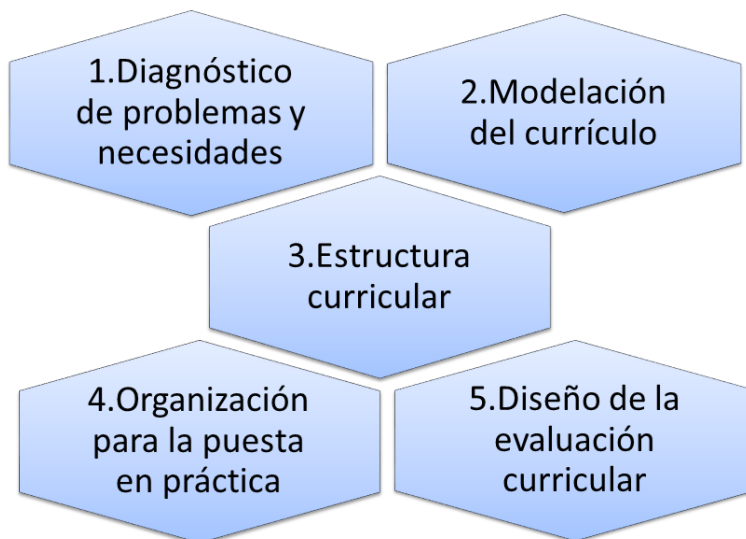 1.Diagnóstico
de problemas y
necesidades
2.Modelación
del currículo
3.Estructura
curricular
4.Organización
para la puesta
en práctica
5.Diseño de la
evaluación
curricular